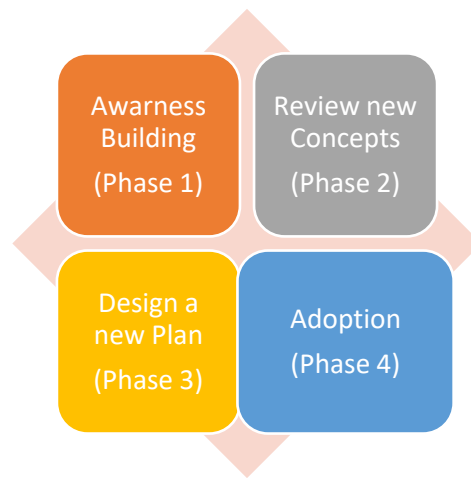 Awarness
Building
(Phase 1)
Review new
Concepts
(Phase 2)
Design a
new Plan
(Phase 3)
Adoption
(Phase 4)